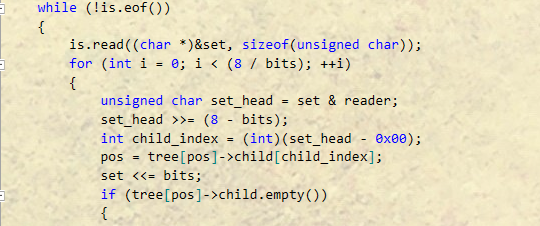 while (!is.eof())
{
is.read((char *)&set, sizeof(unsigned char));
for (int i = 0; i < (8 / bits); ++i)
{
unsigned char set_head = set & reader;
set_head >>= (8 - bits);
int child_index = (int)(set_head - 0x00);
pos = tree[pos]->child[child_index];
set <<= bits;
if (tree[pos]->child.empty())
{